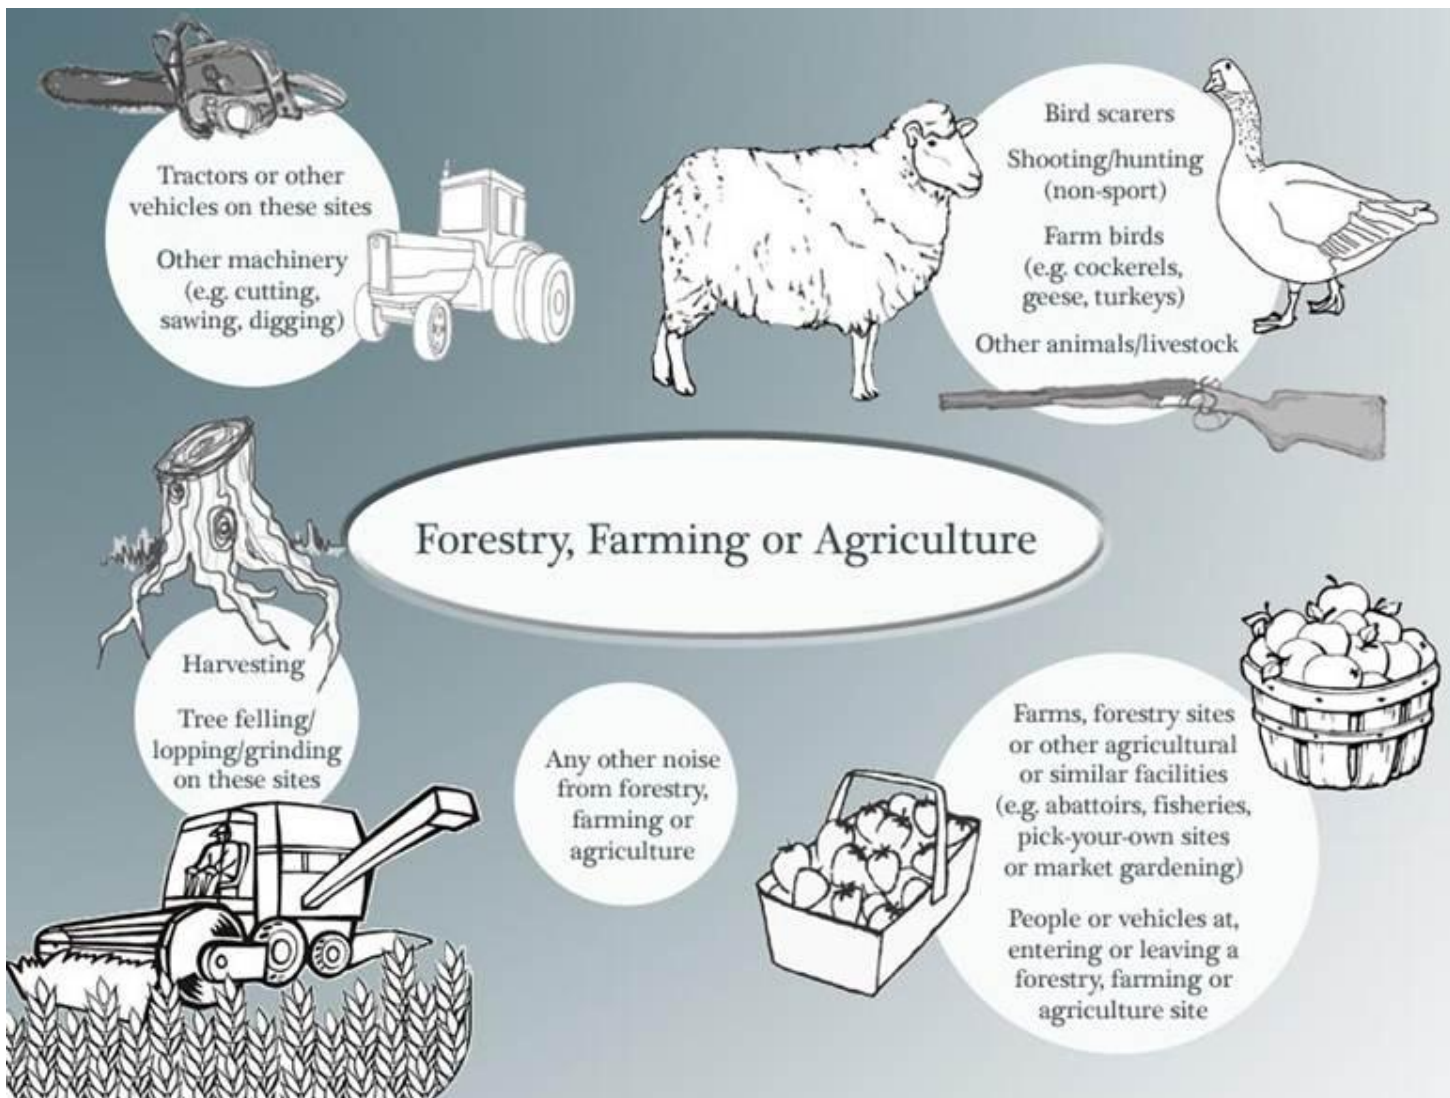 Tractors or other
vehicles on these sites
Other machinery
(e.g. cutting,
sawing, digging)
Bird scarers
Shooting/hunting
(non-sport)
Farm birds
(e.g. cockerels,
geese, turkeys)
Other animals/livestock
Forestry, Farming or Agriculture
Harvesting
Tree felling/
lopping/grinding
on these sites
Any other noise
from forestry,
farming or
agriculture
Farms, forestry sites
or other agricultural
or similar facilities
(e.g. abattoirs, fisheries,
pick-your-own sites
or market gardening)
People or vehicles at,
entering or leaving a
forestry, farming or
agriculture site